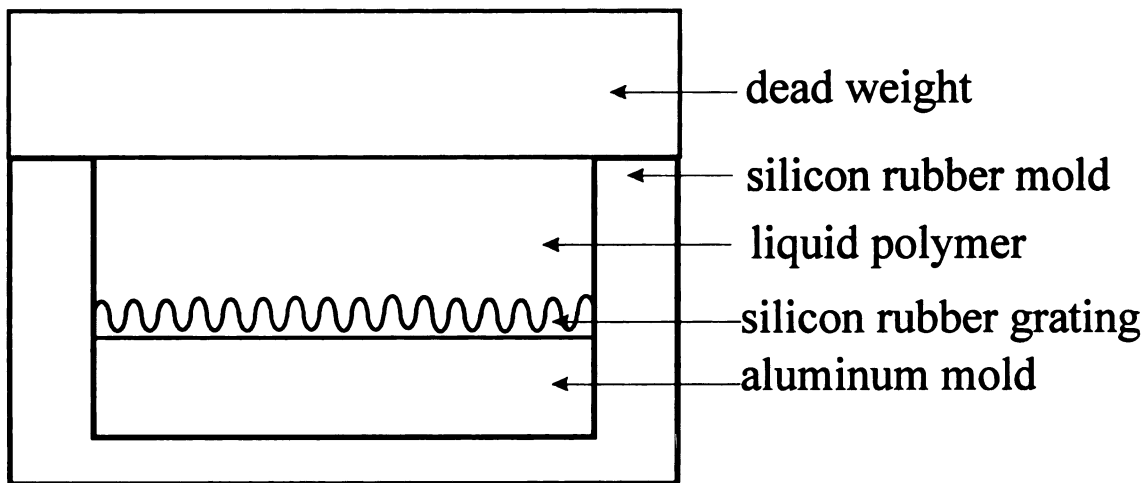 dead weight
silicon rubber mold
liquid polymer
silicon rubber grating
aluminum mold